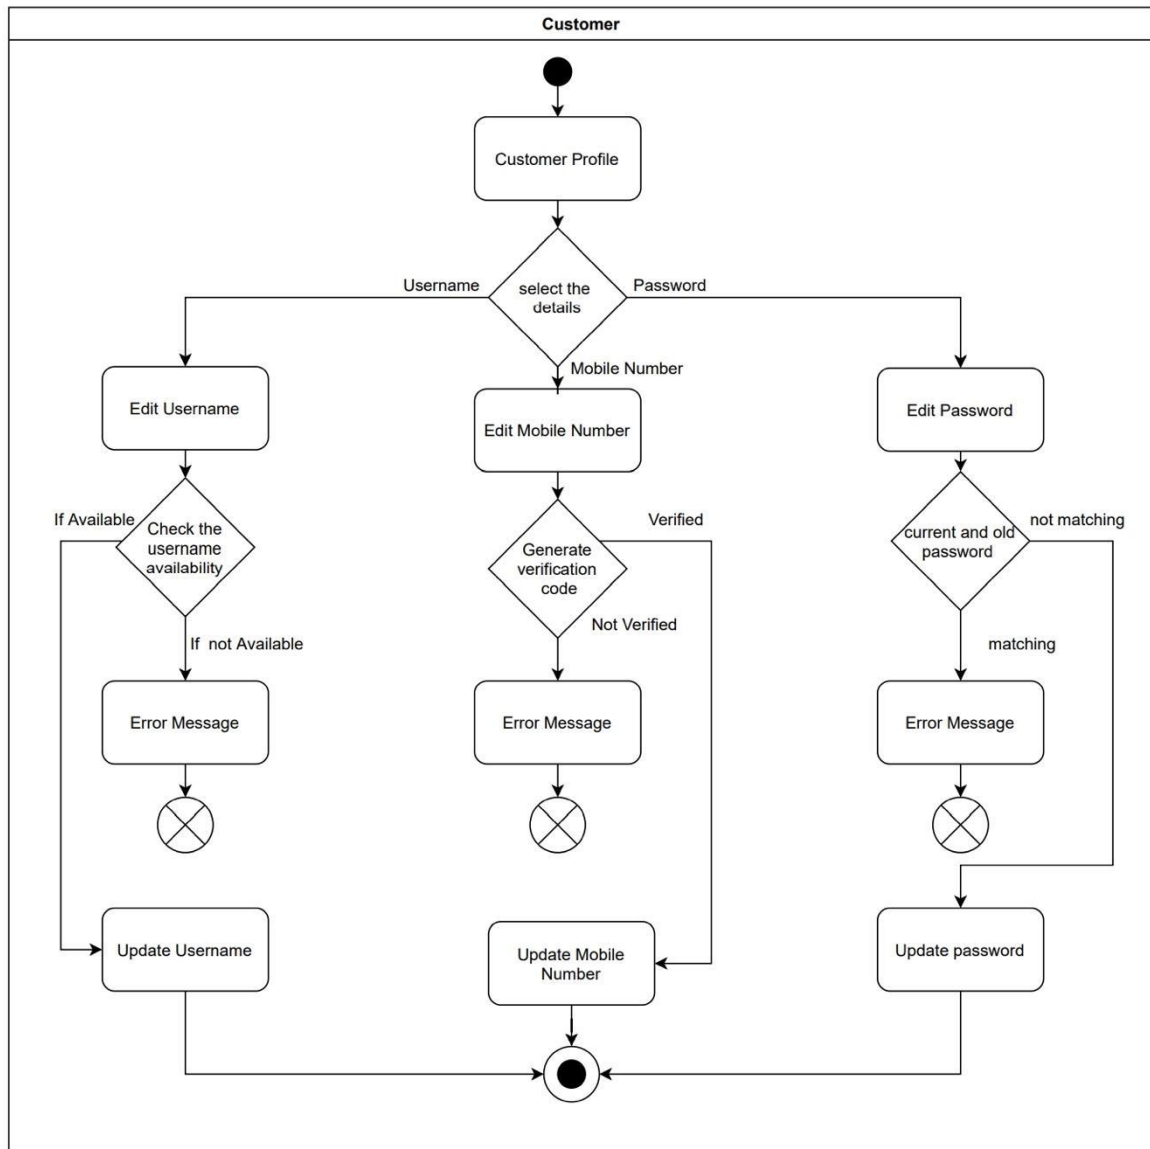 Customer
Customer Profile
Username
select the
details
Password
Mobile Number
Edit Username
Edit Mobile Number
Edit Password
If Available
Check the
username
availability
If  not Available
Verified
Generate
verification
code
Not Verified
not matching
current and old
password
matching
Error Message
Error Message
Error Message
Update Username
Update Mobile
Number
Update password